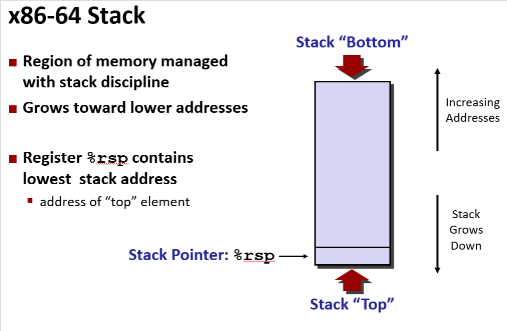 x86-64 Stack
Region of memory managed
with stack discipline
Grows toward lower addresses
Register %rsp contains
lowest  stack address
address of “top” element
Stack Pointer: %rsp
Stack “Bottom”
Increasing
Addresses
Stack
Grows
Down
Stack “Top”